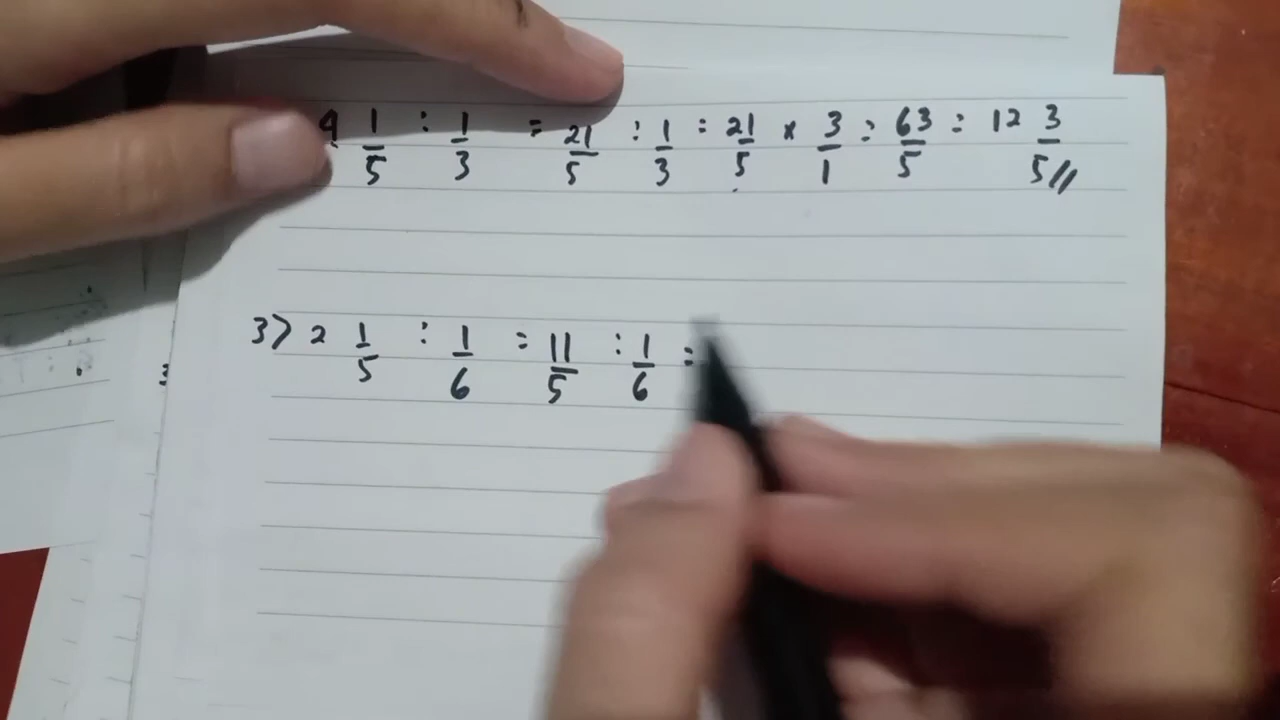 4 1/5 : 1/3 = 21/5 : 1/3 = 21/5 x 3/1 = 63/5 = 12 3/5 //
3) 2 1/5 : 1/6 = 11/5 : 1/6 =